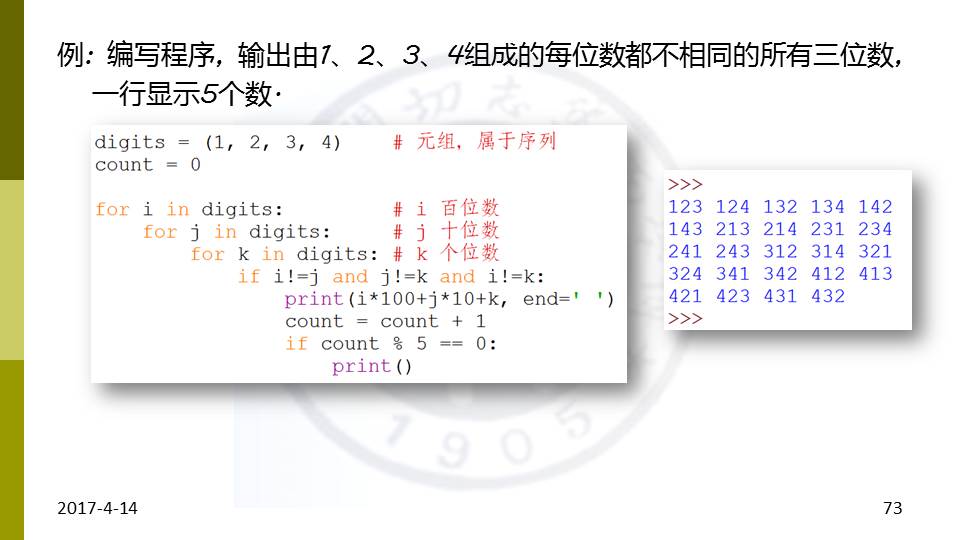 例：编写程序，输出由1、2、3、4组成的每位数都不相同的所有三位数，
一行显示5个数.
digits = (1, 2, 3, 4) # 元组，属于序列
count = 0
for i in digits: # i 百位数
for j in digits: # j 十位数
for k in digits: # k 个位数
if i!=j and j!=k and i!=k:
print(i*100+j*10+k, end=' ')
count = count + 1
if count % 5 == 0:
print()
>>>
123 124 132 134 142
143 213 214 231 234
241 243 312 314 321
324 341 342 412 413
421 423 431 432
>>>
1905
2017-4-14
73